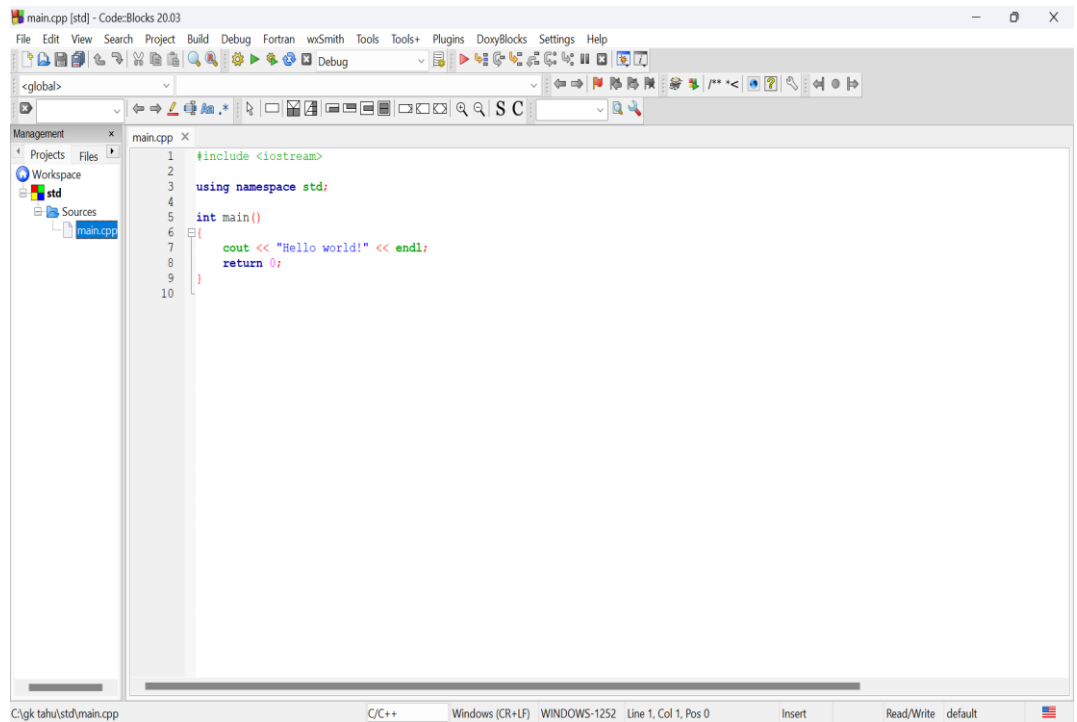 main.cpp [std] - Code::Blocks 20.03
File Edit View Search Project Build Debug Fortran wxSmith Tools Tools+ Plugins DoxyBlocks Settings Help
Debug
<global>
/** *<
Aa .*
S C
Management x
main.cpp X
Projects Files
Workspace
std
Sources
main.cpp
1 #include <iostream>
2
3 using namespace std;
4
5 int main()
6 {
7 cout << "Hello world!" << endl;
8 return 0;
9 }
10
C:\gk tahu\std\main.cpp C/C++ Windows (CR+LF) WINDOWS-1252 Line 1, Col 1, Pos 0 Insert Read/Write default